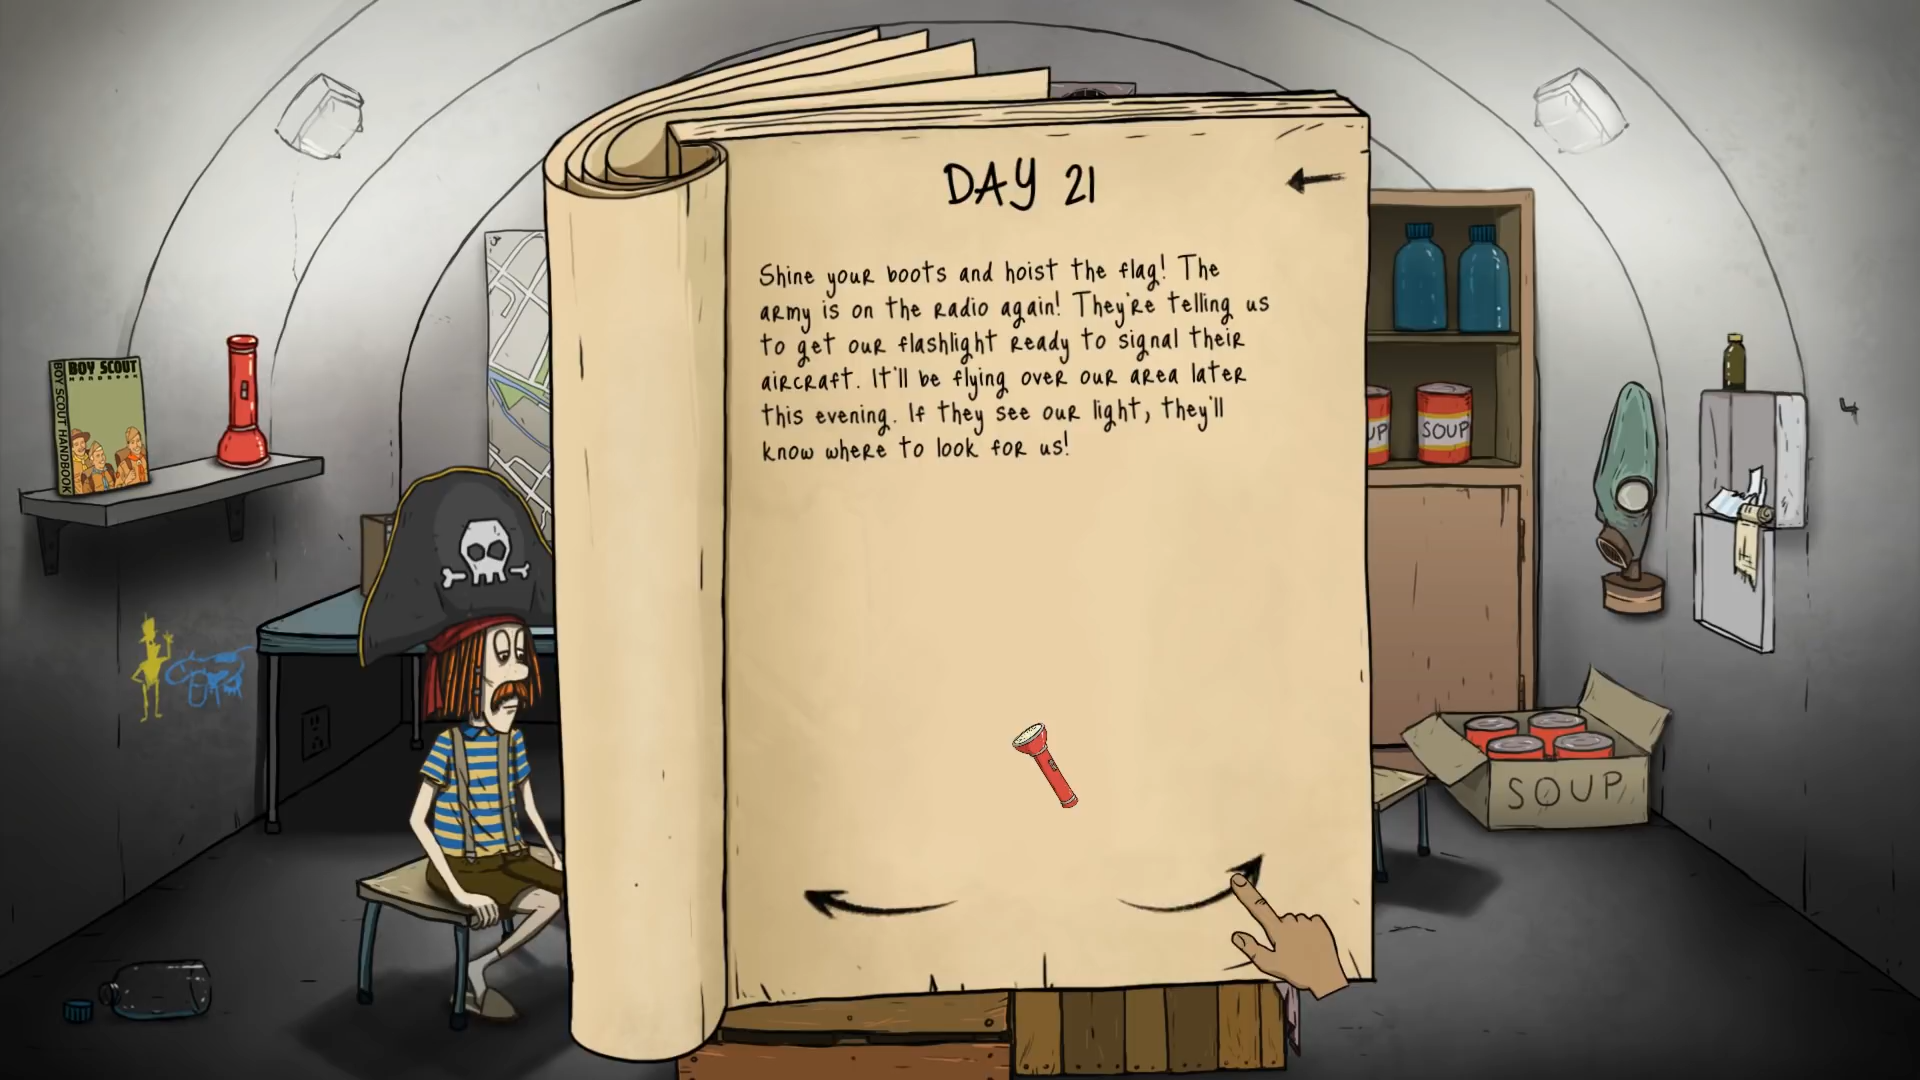 DAY 21
Shine your boots and hoist the flag! The
army is on the radio again! They're telling us
to get our flashlight ready to signal their
aircraft. It'll be flying over our area later
this evening. If they see our light, they'll
know where to look for us!
BOY SCOUT
HANDBOOK
BOY SCOUT HANDBOOK
UP
SOUP
SOUP